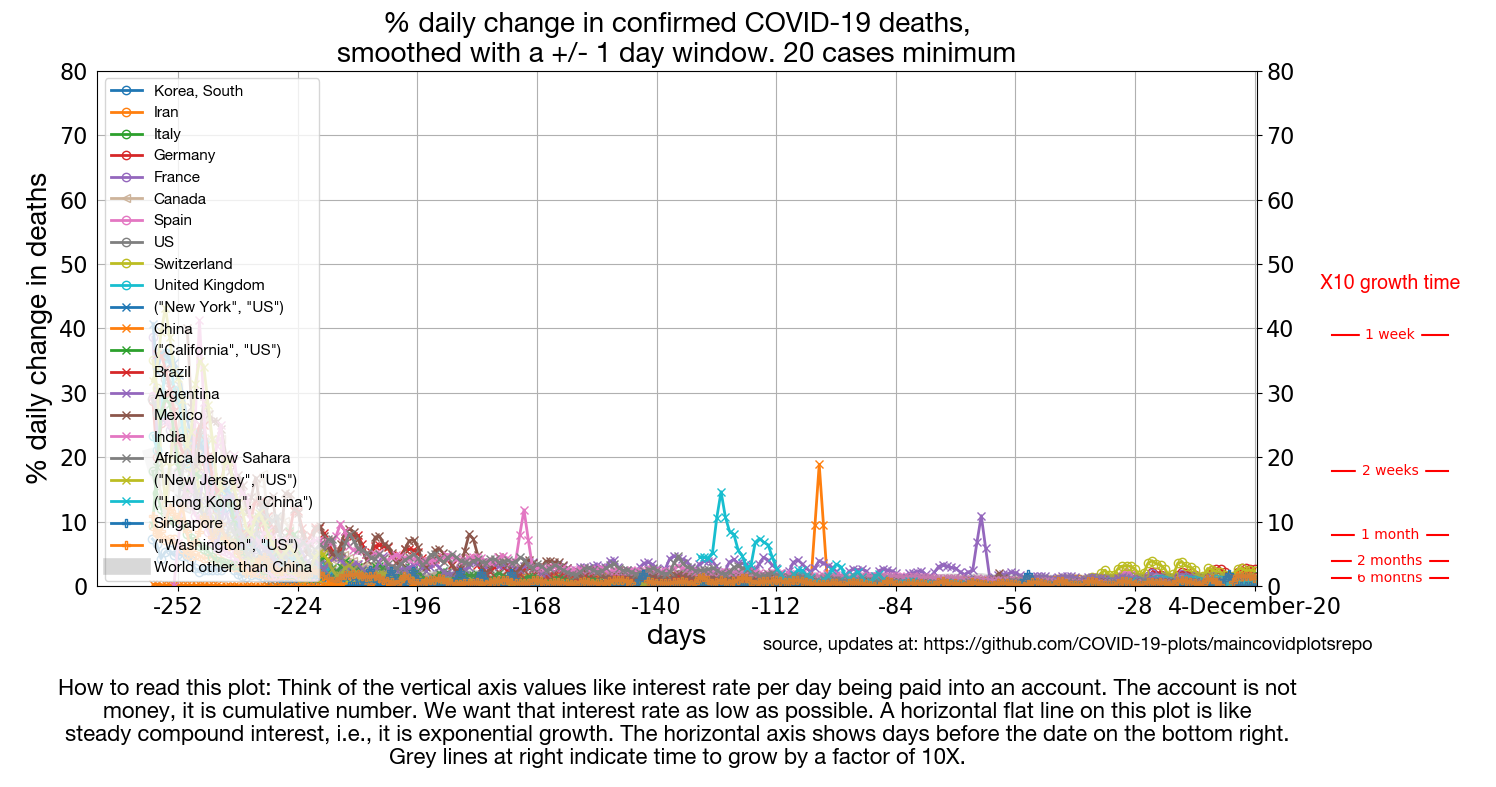 % daily change in confirmed COVID-19 deaths,
smoothed with a +/- 1 day window. 20 cases minimum
80
70
60
50
40
30
20
10
0
% daily change in deaths
Korea, South
Iran
Italy
Germany
France
Canada
Spain
US
Switzerland
United Kingdom
("New York", "US")
China
("California", "US")
Brazil
Argentina
Mexico
India
Africa below Sahara
("New Jersey", "US")
("Hong Kong", "China")
Singapore
("Washington", "US")
World other than China
80
70
60
50
40
30
20
10
0
X10 growth time
1 week
2 weeks
1 month
2 months
6 months
-252 -224 -196 -168 -140 -112 -84 -56 -28 4-December-20
days
source, updates at: https://github.com/COVID-19-plots/maincovidplotsrepo
How to read this plot: Think of the vertical axis values like interest rate per day being paid into an account. The account is not
money, it is cumulative number. We want that interest rate as low as possible. A horizontal flat line on this plot is like
steady compound interest, i.e., it is exponential growth. The horizontal axis shows days before the date on the bottom right.
Grey lines at right indicate time to grow by a factor of 10X.